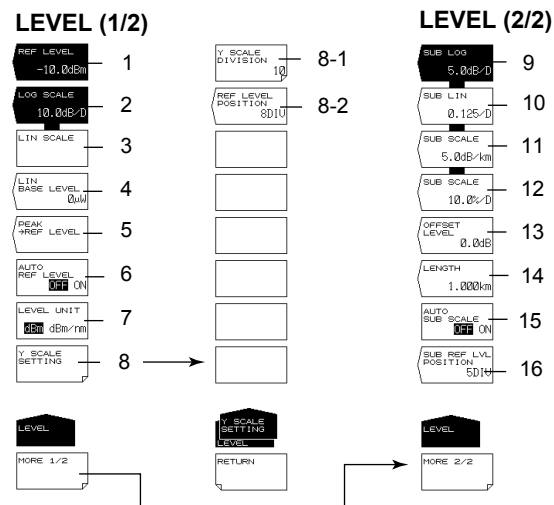 LEVEL (1/2)
REF LEVEL
-10.0dBm
1
LOG SCALE
10.0dB/D
2
LIN SCALE
3
LIN
BASE LEVEL
0µW
4
PEAK
→REF LEVEL
5
AUTO
REF LEVEL
OFF ON
6
LEVEL UNIT
dBm dBm/nm
7
Y SCALE
SETTING
8
LEVEL
MORE 1/2
Y SCALE
DIVISION
10
8-1
REF LEVEL
POSITION
8DIV
8-2
Y SCALE
SETTING
LEVEL
RETURN
LEVEL (2/2)
SUB LOG
5.0dB/D
9
SUB LIN
0.125/D
10
SUB SCALE
5.0dB/km
11
SUB SCALE
10.0%/D
12
OFFSET
LEVEL
0.0dB
13
LENGTH
1.000km
14
AUTO
SUB SCALE
OFF ON
15
SUB REF LVL
POSITION
5DIV
16
LEVEL
MORE 2/2